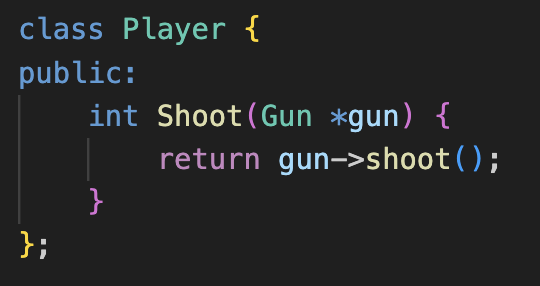 class Player {
public:
    int Shoot(Gun *gun) {
        return gun->shoot();
    }
};